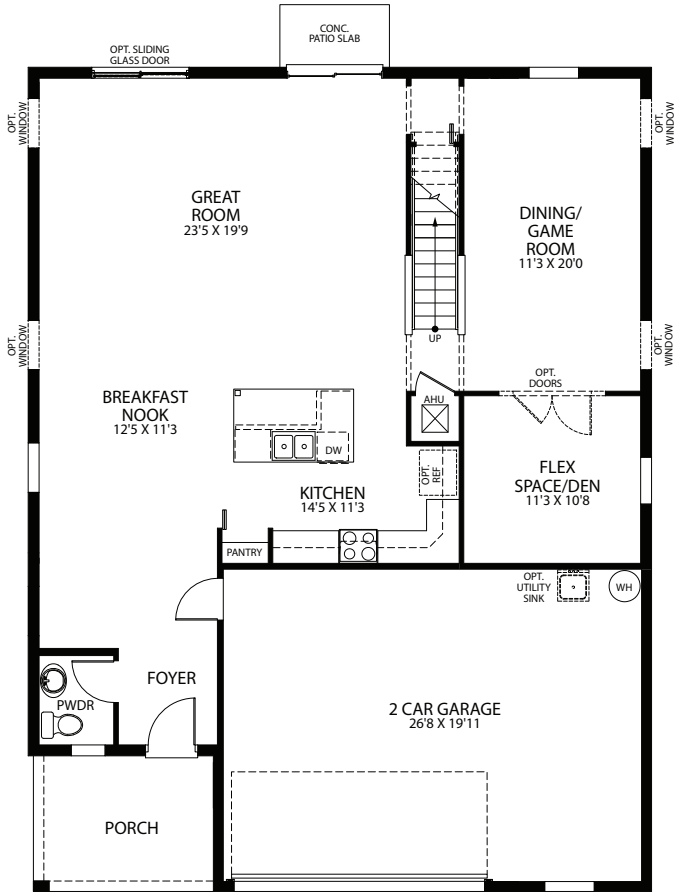 CONC.
PATIO SLAB
OPT. SLIDING
GLASS DOOR
OPT.
WINDOW
OPT.
WINDOW
GREAT
ROOM
23'5 X 19'9
DINING/
GAME
ROOM
11'3 X 20'0
UP
OPT.
WINDOW
OPT.
WINDOW
OPT.
DOORS
BREAKFAST
NOOK
12'5 X 11'3
AHU
DW
OPT.
REF
FLEX
SPACE/DEN
11'3 X 10'8
KITCHEN
14'5 X 11'3
PANTRY
OPT.
UTILITY
SINK
WH
FOYER
PWDR
2 CAR GARAGE
26'8 X 19'11
PORCH